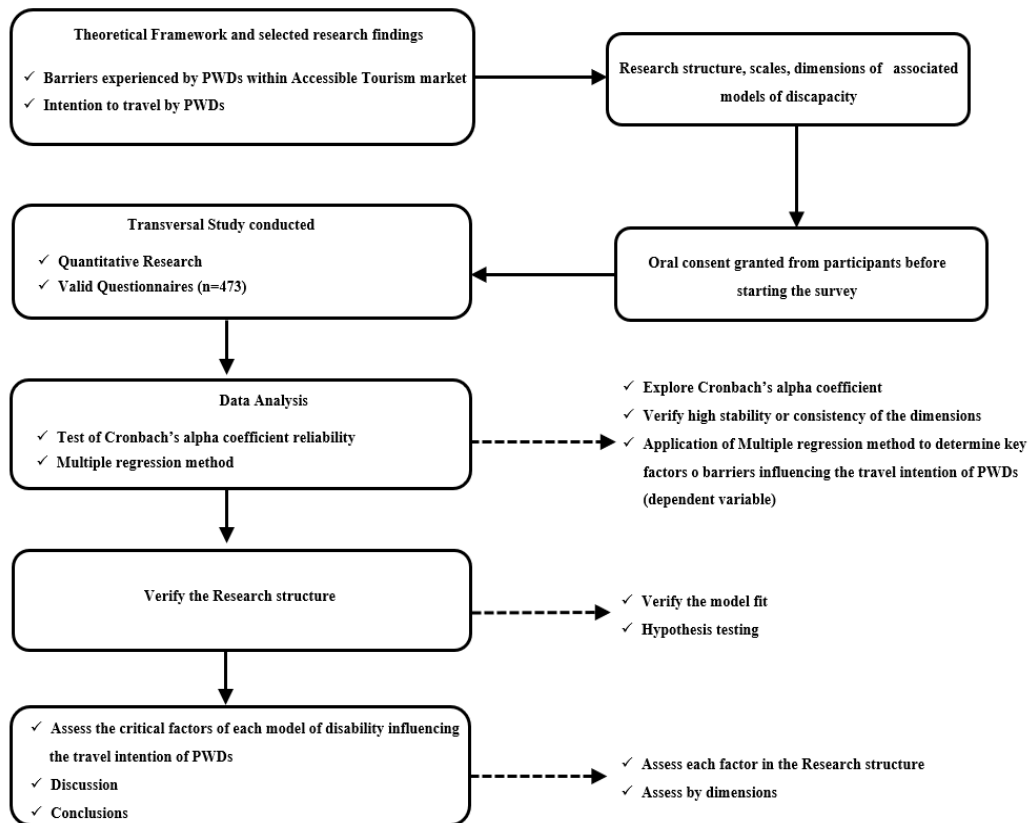 Theoretical Framework and selected research findings
✓ Barriers experienced by PWDs within Accessible Tourism market
✓ Intention to travel by PWDs
Research structure, scales, dimensions of associated
models of discapacity
Oral consent granted from participants before
starting the survey
Transversal Study conducted
✓ Quantitative Research
✓ Valid Questionnaires (n=473)
Data Analysis
✓ Test of Cronbach's alpha coefficient reliability
✓ Multiple regression method
✓ Explore Cronbach's alpha coefficient
✓ Verify high stability or consistency of the dimensions
✓ Application of Multiple regression method to determine key
factors o barriers influencing the travel intention of PWDs
(dependent variable)
Verify the Research structure
✓ Verify the model fit
✓ Hypothesis testing
✓ Assess the critical factors of each model of disability influencing
the travel intention of PWDs
✓ Discussion
✓ Conclusions
✓ Assess each factor in the Research structure
✓ Assess by dimensions